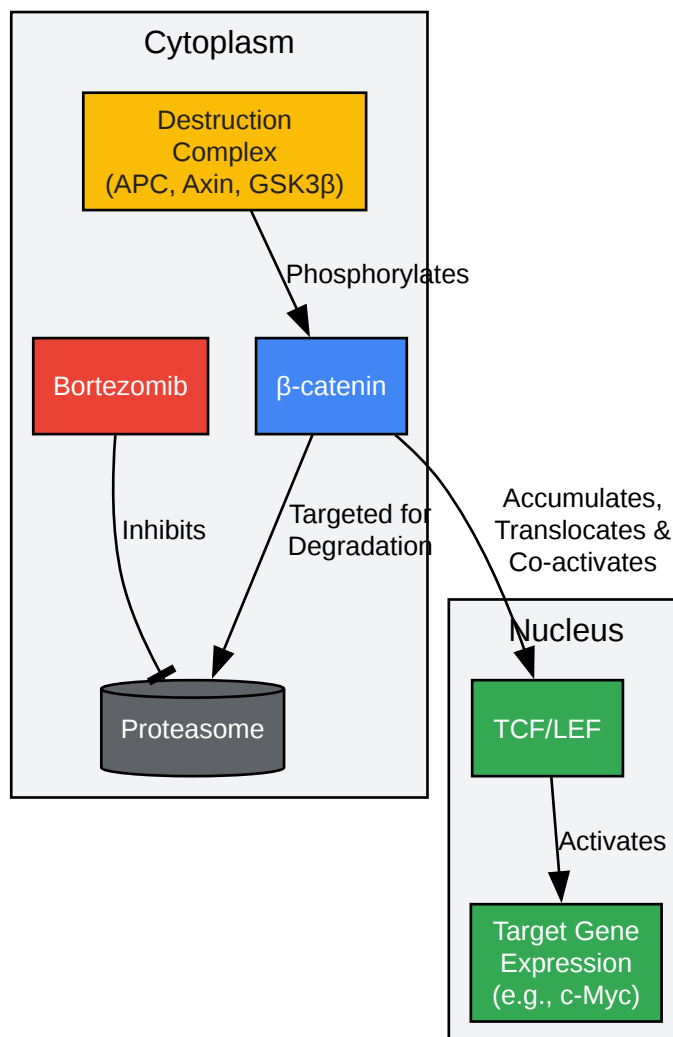 Cytoplasm
Destruction
Complex
(APC, Axin, GSK3β)
Phosphorylates
Bortezomib
β-catenin
Inhibits
Targeted for
Degradation
Accumulates,
Translocates &
Co-activates
Proteasome
Nucleus
TCF/LEF
Activates
Target Gene
Expression
(e.g., c-Myc)